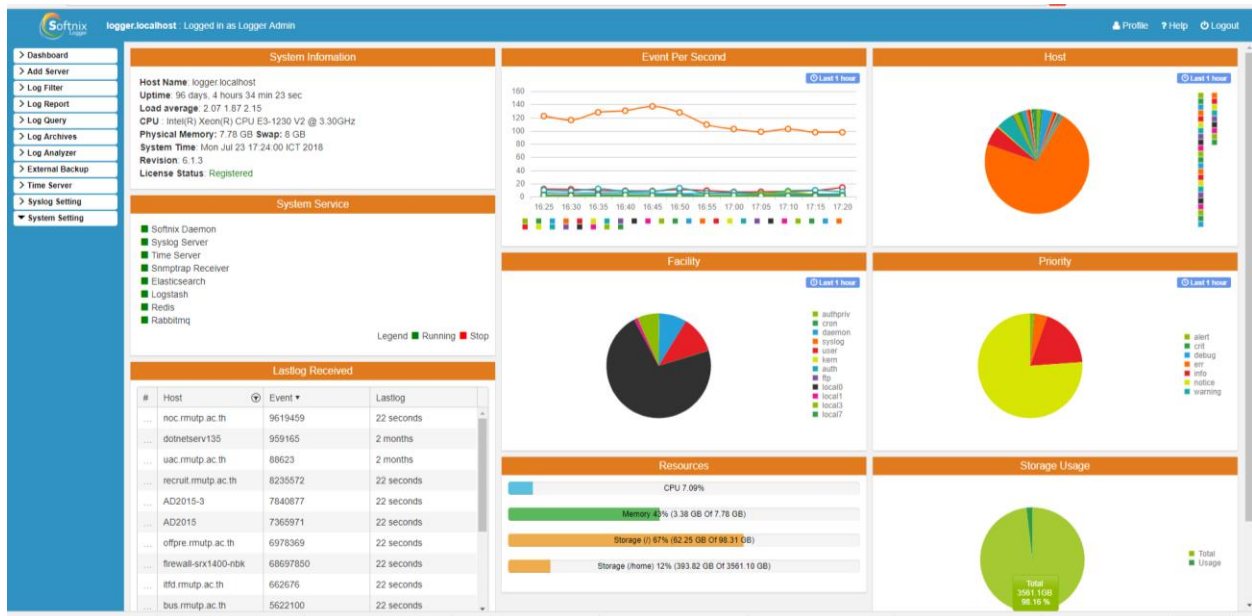 Softnix
Logger
logger.localhost : Logged in as Logger Admin
Profile
? Help
Logout
> Dashboard
> Add Server
> Log Filter
> Log Report
> Log Query
> Log Archives
> Log Analyzer
> External Backup
> Time Server
> Syslog Setting
System Setting
System Infomation
Host Name: logger.localhost
Uptime: 96 days, 4 hours 34 min 23 sec
Load average: 2.07 1.87 2.15
CPU : Intel(R) Xeon(R) CPU E3-1230 V2 @ 3.30GHz
Physical Memory: 7.78 GB Swap: 8 GB
System Time: Mon Jul 23 17:24:00 ICT 2018
Revision: 6.1.3
License Status: Registered
System Service
Softnix Daemon
Syslog Server
Time Server
Snmptrap Receiver
Elasticsearch
Logstash
Redis
Rabbitmq
Legend Running Stop
Lastlog Received
# Host Event Lastlog
... noc.rmutp.ac.th 9619459 22 seconds
... dotnetserv135 959165 2 months
... uac.rmutp.ac.th 88623 2 months
... recruit.rmutp.ac.th 8235572 22 seconds
... AD2015-3 7840877 22 seconds
... AD2015 7365971 22 seconds
... offpre.rmutp.ac.th 6978369 22 seconds
... firewall-srx1400-nbk 68697850 22 seconds
... itfd.rmutp.ac.th 662676 22 seconds
... bus.rmutp.ac.th 5622100 22 seconds
Event Per Second
Last 1 hour
160
140
120
100
80
60
40
20
0
16:25 16:30 16:35 16:40 16:45 16:50 16:55 17:00 17:05 17:10 17:15 17:20
Host
Last 1 hour
Facility
Last 1 hour
authpriv
cron
daemon
syslog
user
kern
auth
ftp
local0
local1
local3
local7
Priority
Last 1 hour
alert
crit
debug
err
info
notice
warning
Resources
CPU 7.09%
Memory 43% (3.38 GB Of 7.78 GB)
Storage (/) 67% (62.25 GB Of 98.31 GB)
Storage (/home) 12% (393.82 GB Of 3561.10 GB)
Storage Usage
Total
3561.1GB
98.16 %
Total
Usage